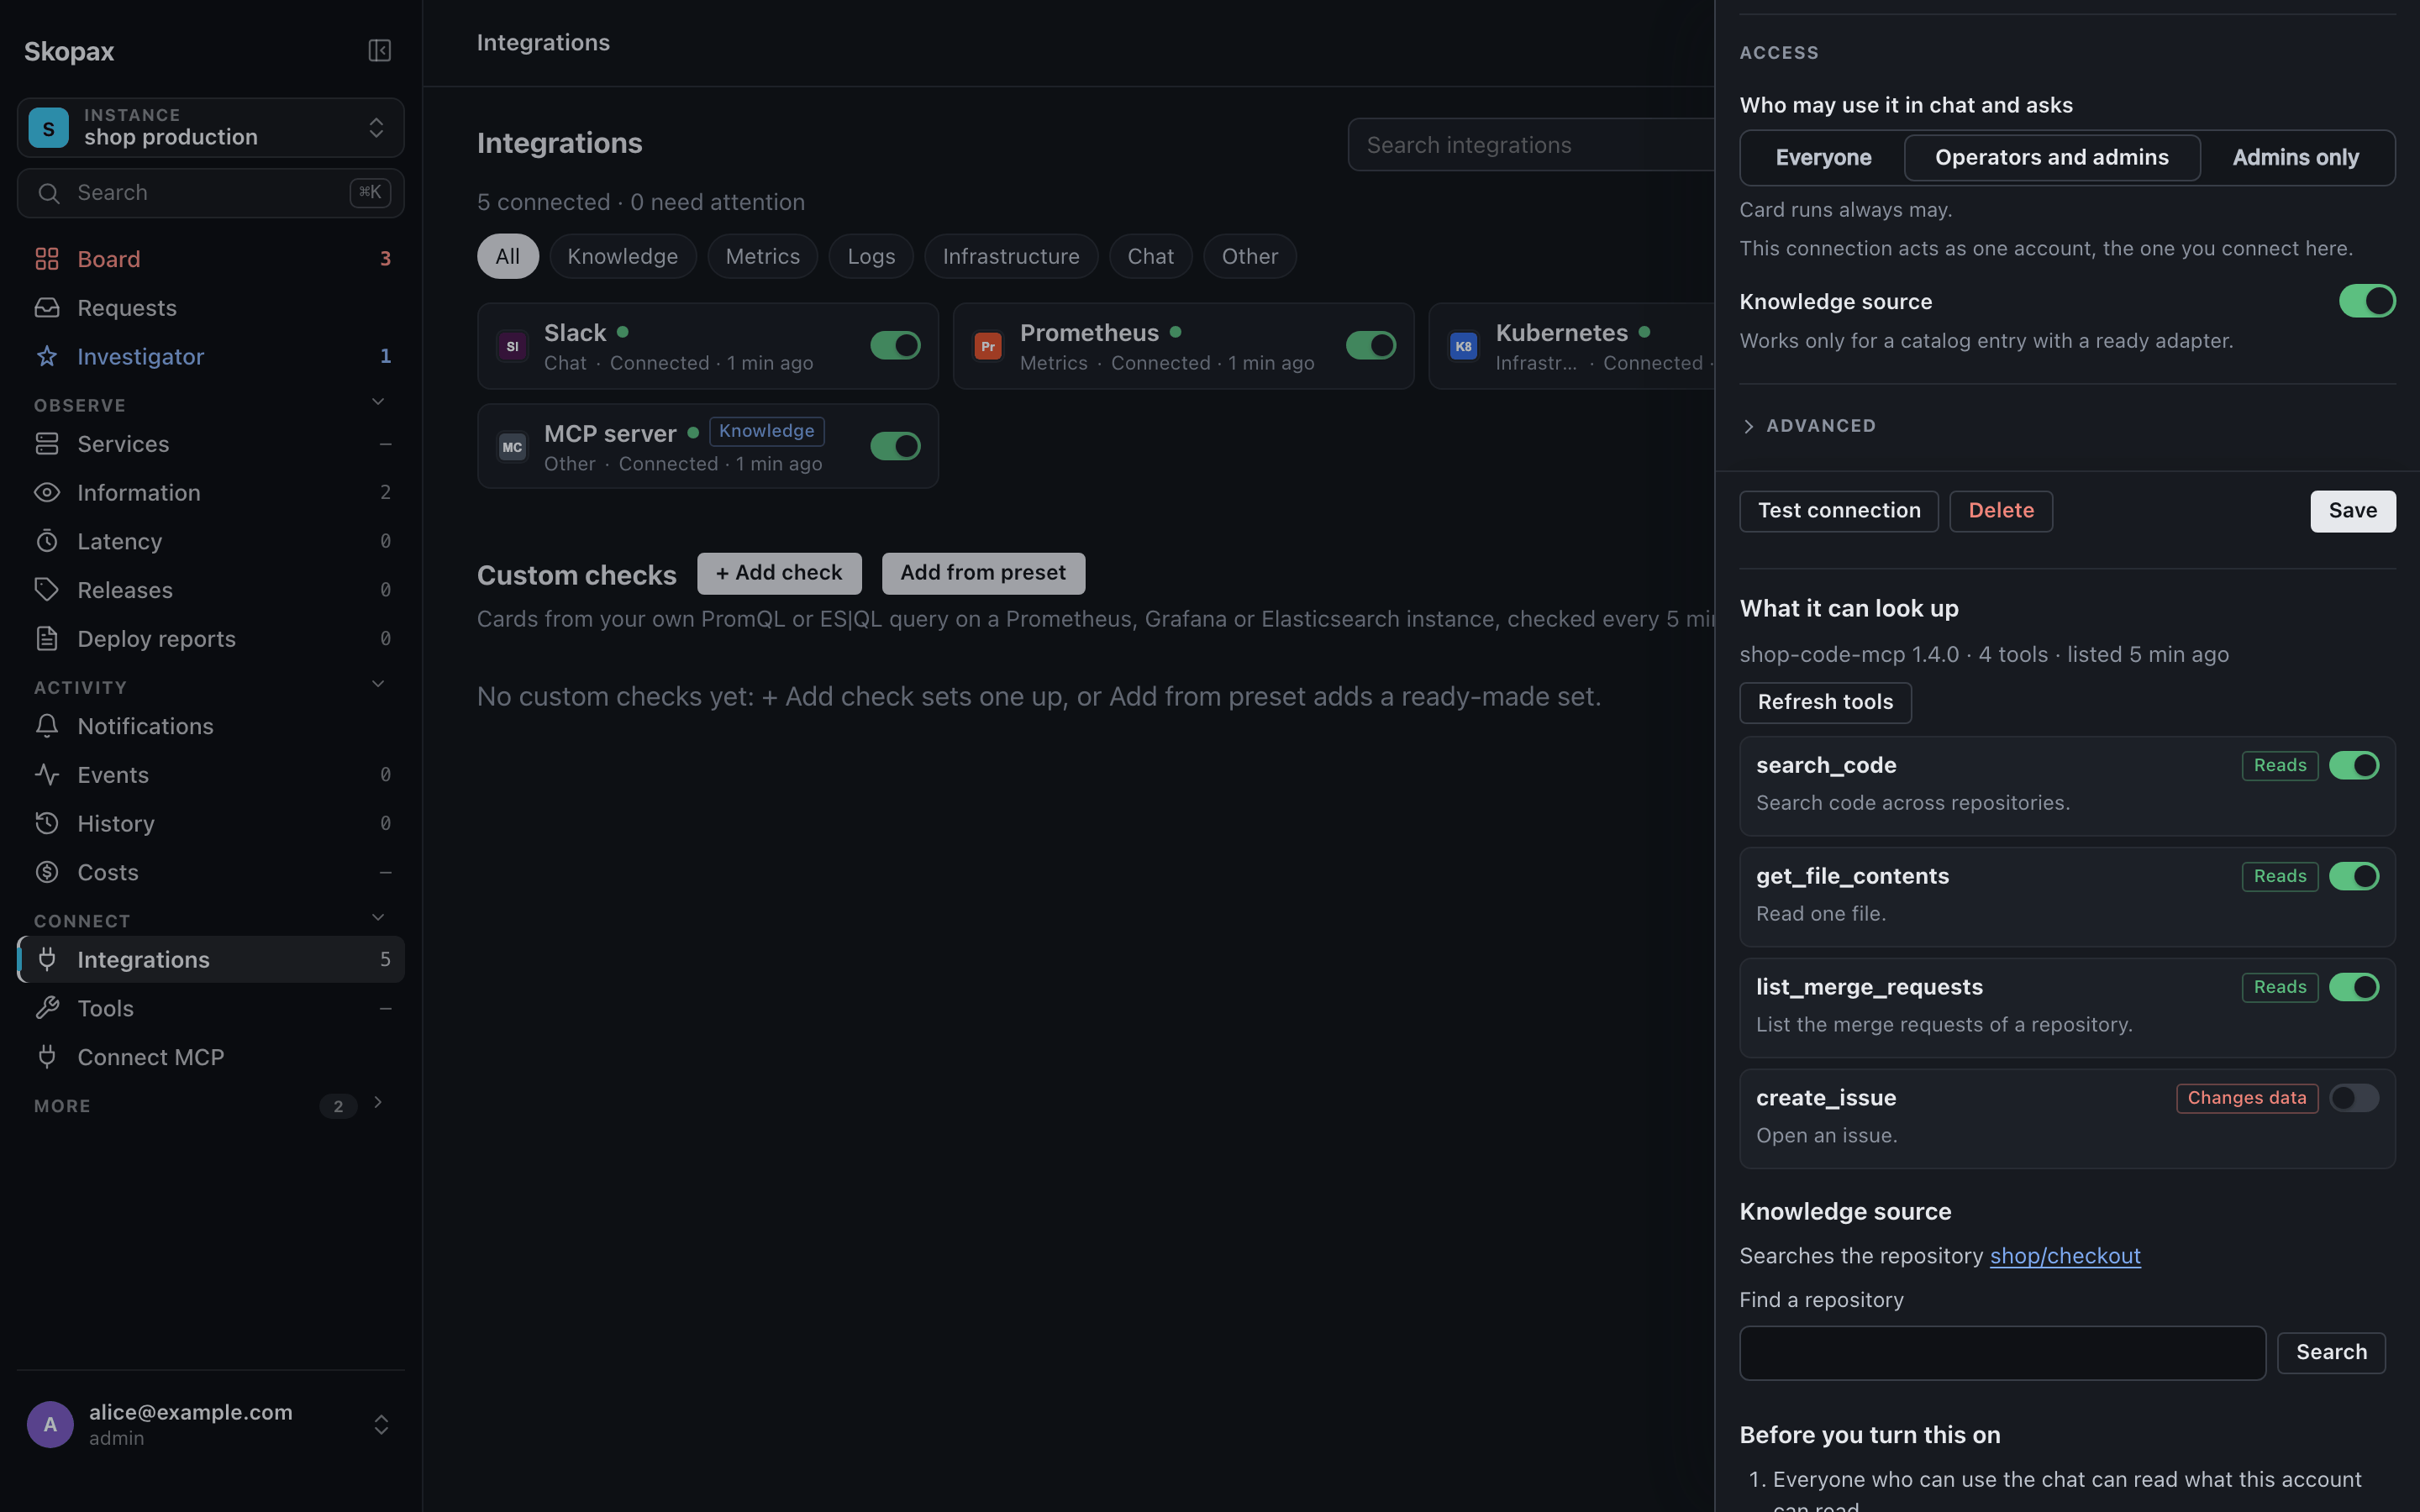 Skopax
INSTANCE
S
shop production
Search
⌘K
Board 3
Requests
Investigator 1
OBSERVE
Services –
Information 2
Latency 0
Releases 0
Deploy reports 0
ACTIVITY
Notifications
Events 0
History 0
Costs –
CONNECT
Integrations 5
Tools –
Connect MCP
MORE 2
A
alice@example.com
admin
Integrations
Integrations
Search integrations
5 connected · 0 need attention
All Knowledge Metrics Logs Infrastructure Chat Other
Sl
Slack
Chat · Connected · 1 min ago
Pr
Prometheus
Metrics · Connected · 1 min ago
K8
Kubernetes
Infrastr... · Connected ·
MC
MCP server Knowledge
Other · Connected · 1 min ago
Custom checks + Add check Add from preset
Cards from your own PromQL or ES|QL query on a Prometheus, Grafana or Elasticsearch instance, checked every 5 min
No custom checks yet: + Add check sets one up, or Add from preset adds a ready-made set.
ACCESS
Who may use it in chat and asks
Everyone Operators and admins Admins only
Card runs always may.
This connection acts as one account, the one you connect here.
Knowledge source
Works only for a catalog entry with a ready adapter.
ADVANCED
Test connection Delete Save
What it can look up
shop-code-mcp 1.4.0 · 4 tools · listed 5 min ago
Refresh tools
search_code Reads
Search code across repositories.
get_file_contents Reads
Read one file.
list_merge_requests Reads
List the merge requests of a repository.
create_issue Changes data
Open an issue.
Knowledge source
Searches the repository shop/checkout
Find a repository
Search
Before you turn this on
1. Everyone who can use the chat can read what this account
can read